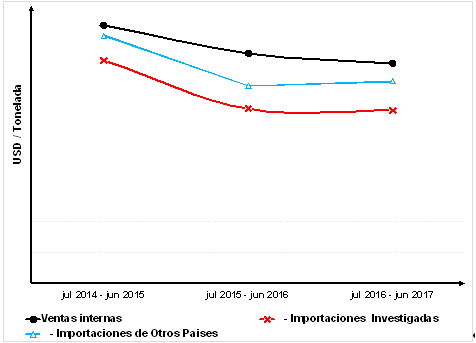 USD / Tonelada
jul 2014 - jun 2015
jul 2015 - jun 2016
jul 2016 - jun 2017
Ventas internas
- Importaciones Investigadas
- Importaciones de Otros Paises